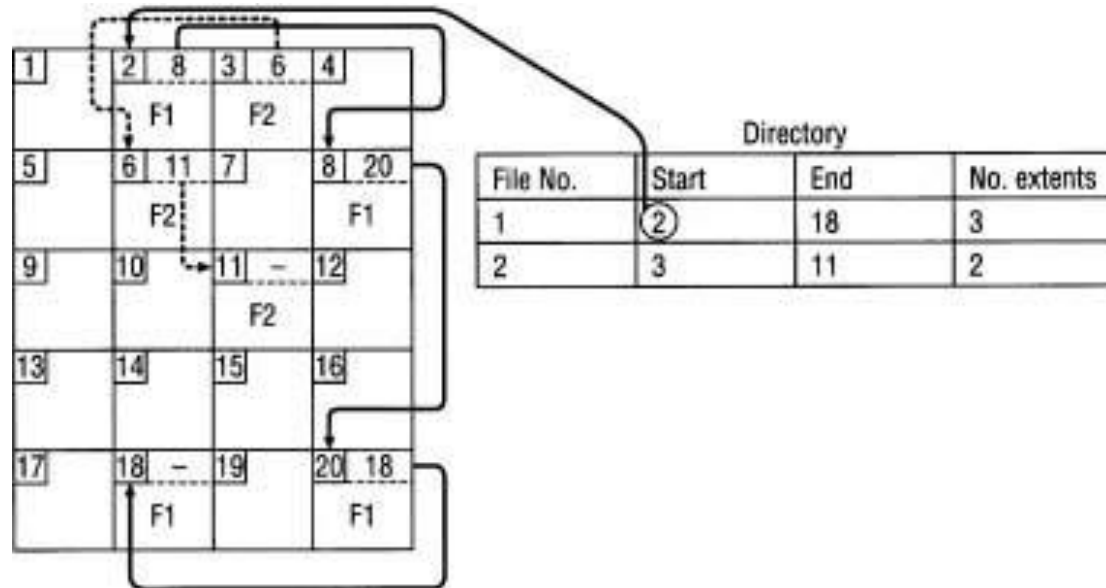 1 2 8 3 6 4
F1 F2
5 6 11 7 8 20
F2 F1
9 10 11 – 12
F2
13 14 15 16
17 18 – 19 20 18
F1 F1
Directory
File No. Start End No. extents
1 2 18 3
2 3 11 2